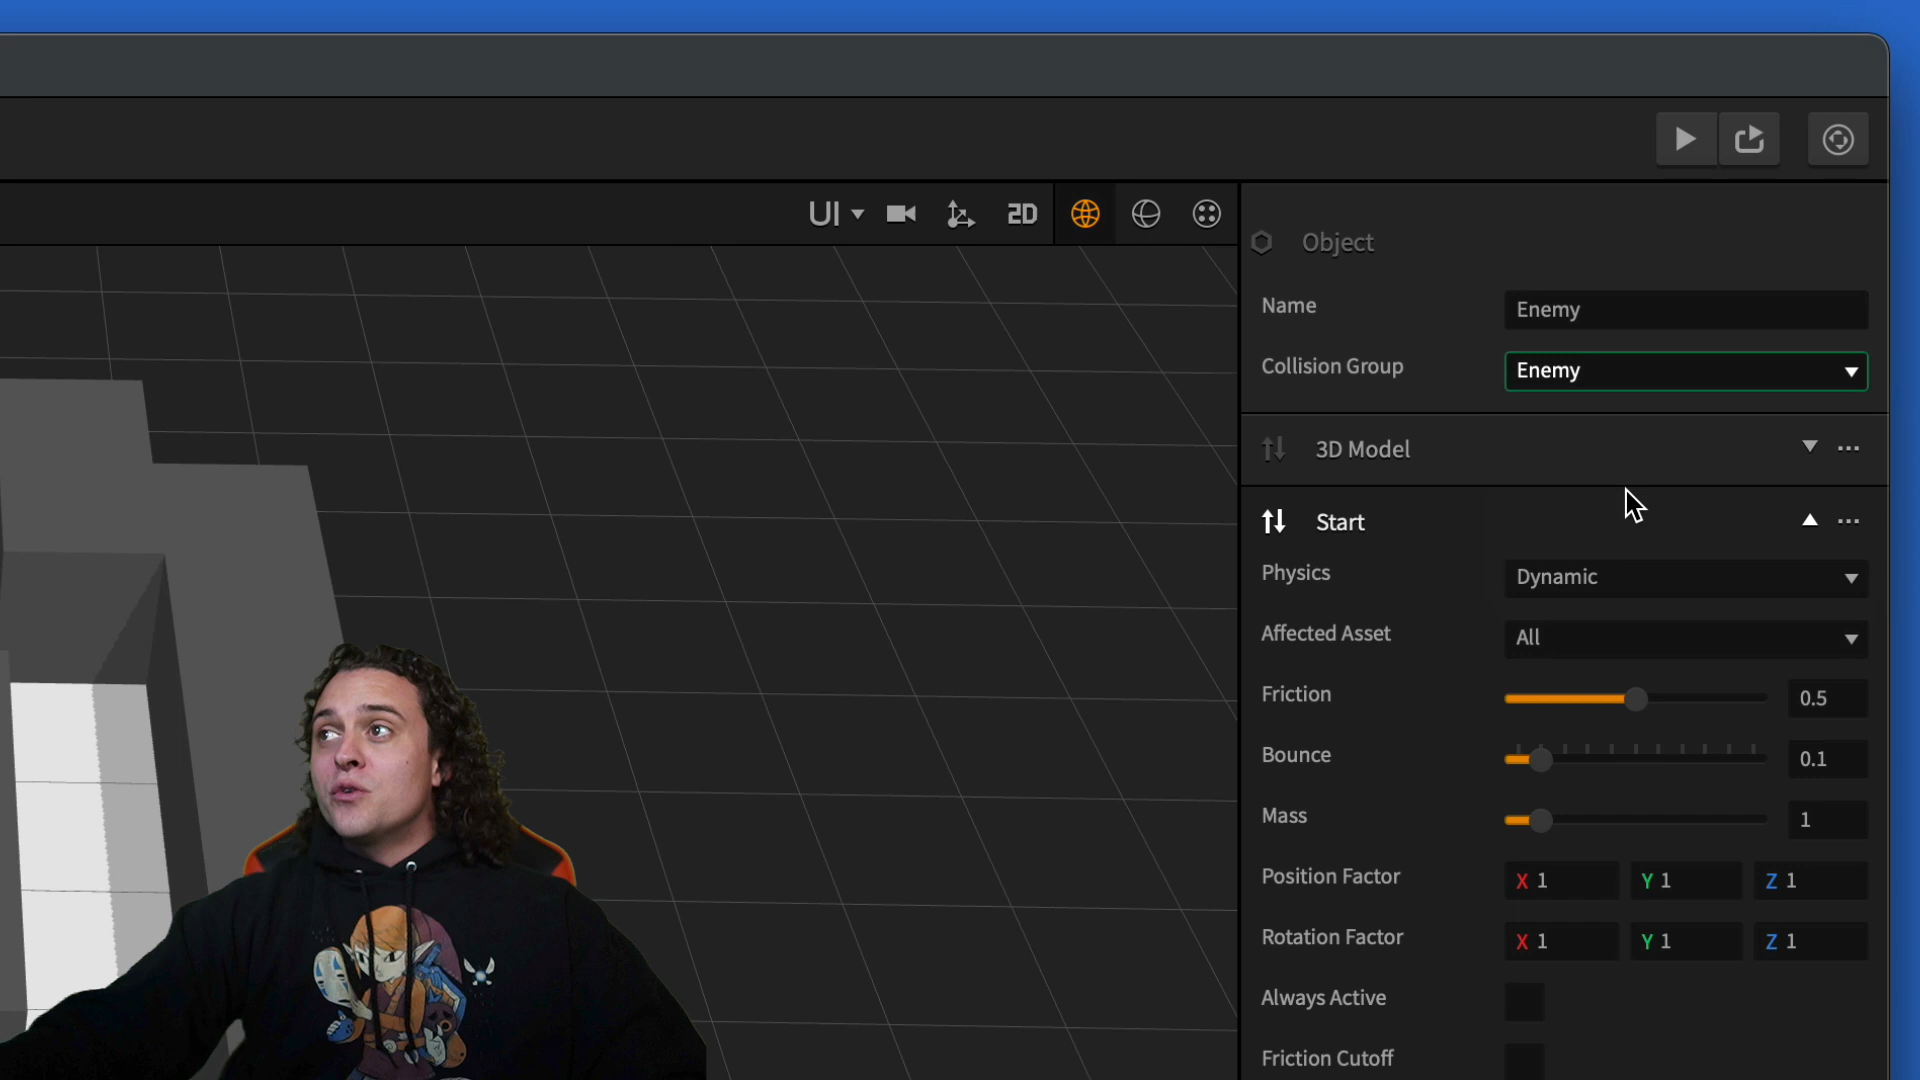 UI
2D
Object
Name
Enemy
Collision Group
Enemy
3D Model
Start
Physics
Dynamic
Affected Asset
All
Friction
0.5
Bounce
0.1
Mass
1
Position Factor
X 1
Y 1
Z 1
Rotation Factor
X 1
Y 1
Z 1
Always Active
Friction Cutoff